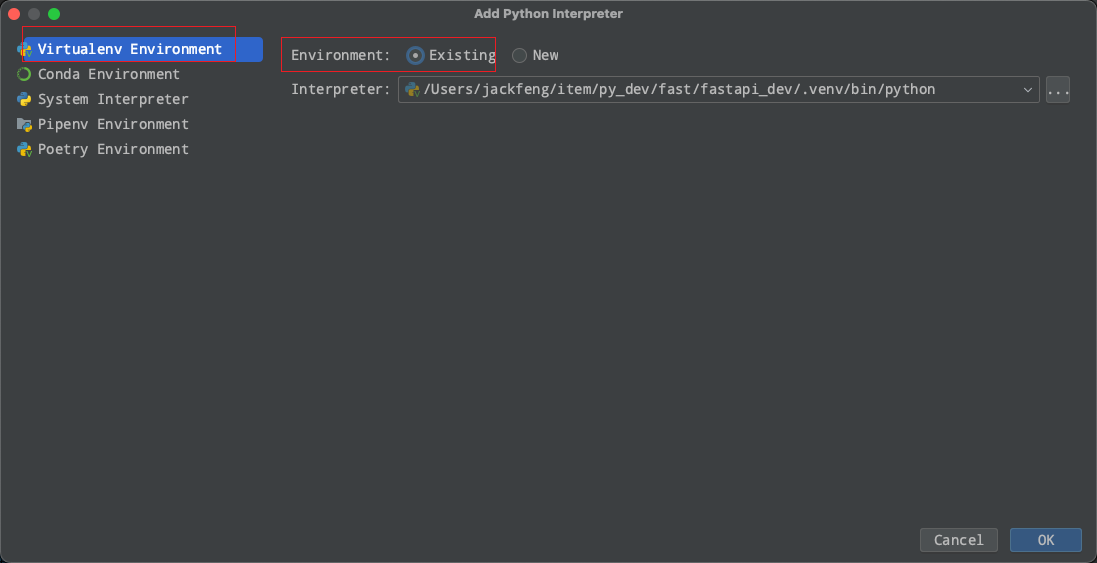 Add Python Interpreter
Virtualenv Environment
Conda Environment
System Interpreter
Pipenv Environment
Poetry Environment
Environment: Existing New
Interpreter: /Users/jackfeng/item/py_dev/fast/fastapi_dev/.venv/bin/python ...
Cancel OK